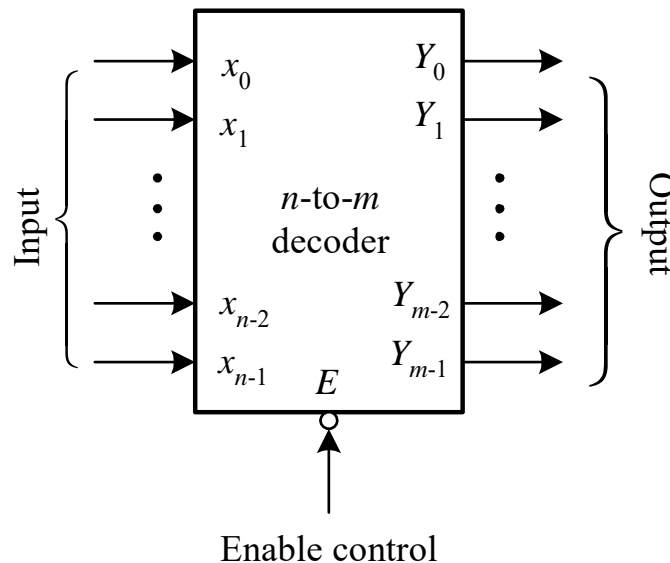 x0 Y0
x1 Y1
Input
n-to-m
decoder
Output
xn-2 Ym-2
xn-1 Ym-1
E
Enable control